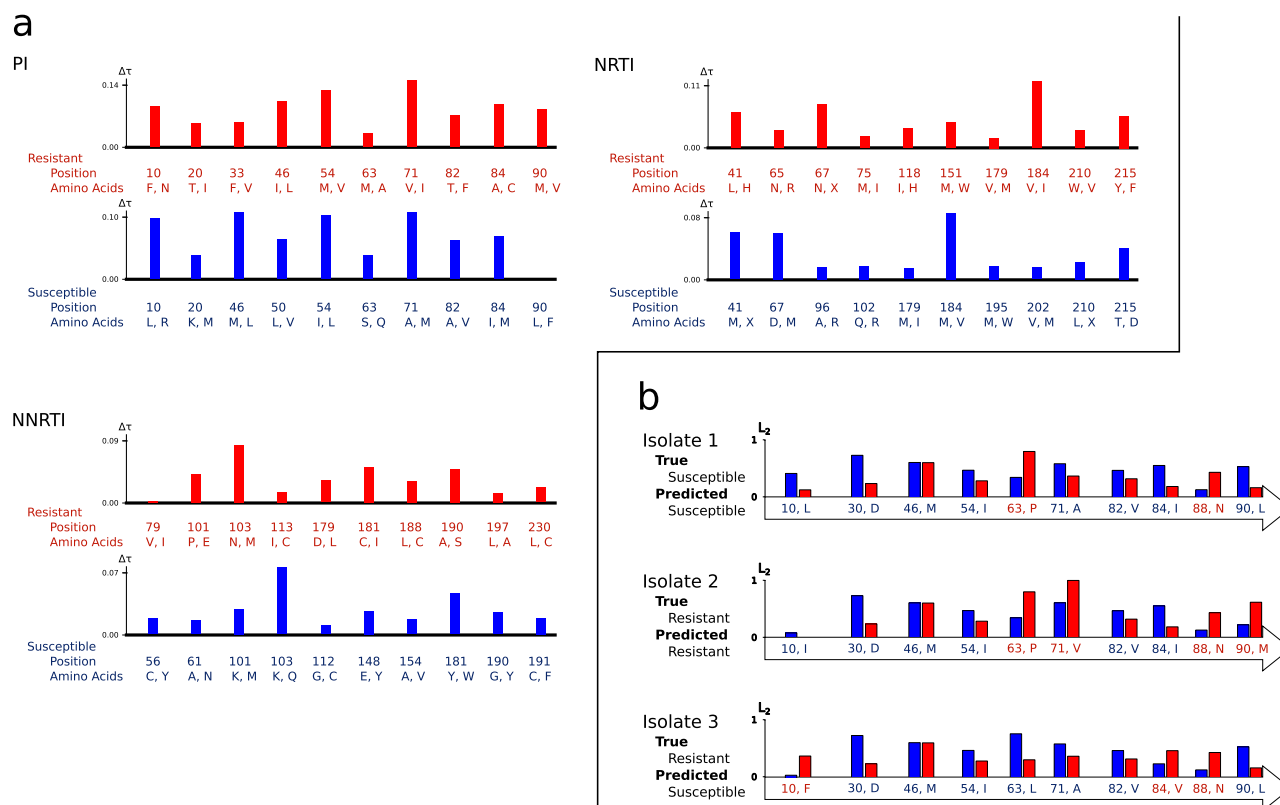 a
PI
Δτ
0.14
0.00
Resistant
Position 10 20 33 46 54 63 71 82 84 90
Amino Acids F, N T, I F, V I, L M, V M, A V, I T, F A, C M, V
Δτ
0.10
0.00
Susceptible
Position 10 20 46 50 54 63 71 82 84 90
Amino Acids L, R K, M M, L L, V I, L S, Q A, M A, V I, M L, F
NRTI
Δτ
0.11
0.00
Resistant
Position 41 65 67 75 118 151 179 184 210 215
Amino Acids L, H N, R N, X M, I I, H M, W V, M V, I W, V Y, F
Δτ
0.08
0.00
Susceptible
Position 41 67 96 102 179 184 195 202 210 215
Amino Acids M, X D, M A, R Q, R M, I M, V M, W V, M L, X T, D
NNRTI
Δτ
0.09
0.00
Resistant
Position 79 101 103 113 179 181 188 190 197 230
Amino Acids V, I P, E N, M I, C D, L C, I L, C A, S L, A L, C
Δτ
0.07
0.00
Susceptible
Position 56 61 101 103 112 148 154 181 190 191
Amino Acids C, Y A, N K, M K, Q G, C E, Y A, V Y, W G, Y C, F
b
L2
Isolate 1 1
True
Susceptible
Predicted 0
Susceptible 10, L 30, D 46, M 54, I 63, P 71, A 82, V 84, I 88, N 90, L
L2
Isolate 2 1
True
Resistant
Predicted 0
Resistant 10, I 30, D 46, M 54, I 63, P 71, V 82, V 84, I 88, N 90, M
L2
Isolate 3 1
True
Resistant
Predicted 0
Susceptible 10, F 30, D 46, M 54, I 63, L 71, A 82, V 84, V 88, N 90, L